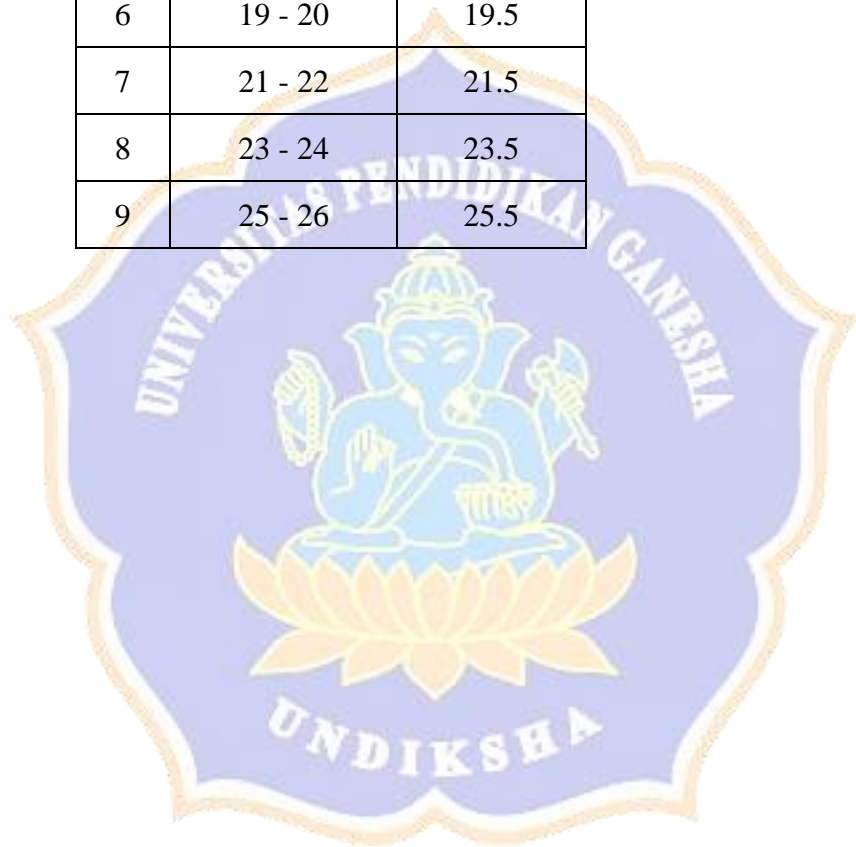 6 19 - 20 19.5
7 21 - 22 21.5
8 23 - 24 23.5
9 25 - 26 25.5
UNIVERSITAS PENDIDIKAN GANESHA
UNDIKSHA